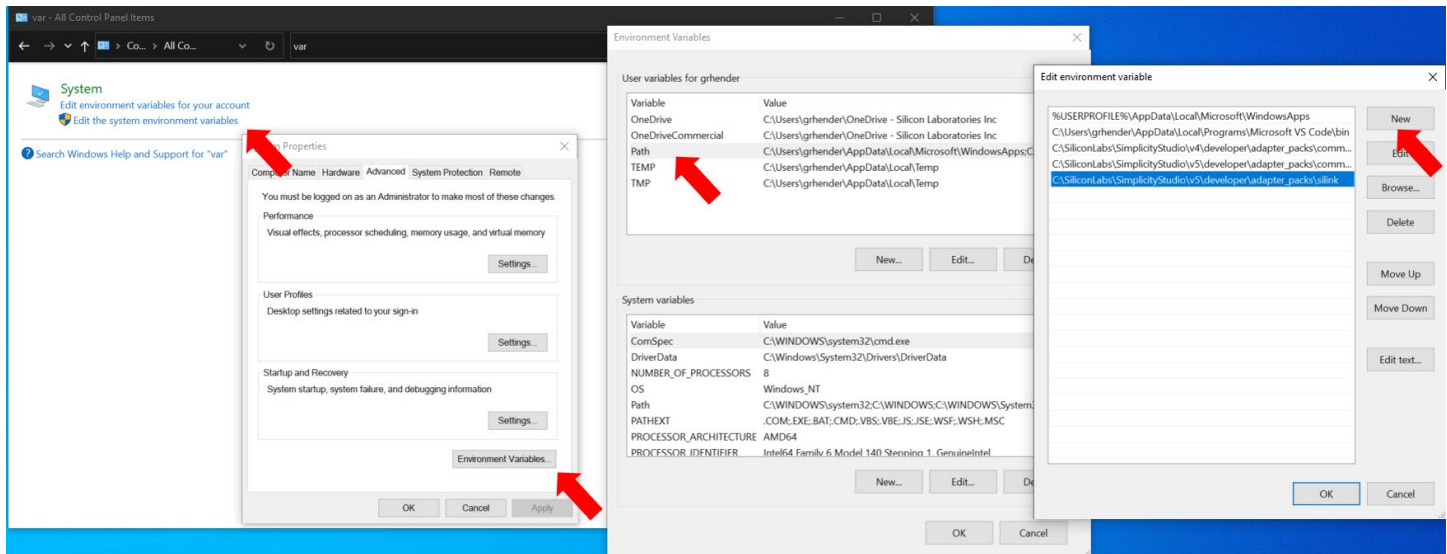 var - All Control Panel Items
Co... > All Co...
var
System
Edit environment variables for your account
Edit the system environment variables
Search Windows Help and Support for "var"
Properties
Name Hardware Advanced System Protection Remote
You must be logged on as an Administrator to make most of these changes.
Performance
Visual effects, processor scheduling, memory usage, and virtual memory
Settings...
User Profiles
Desktop settings related to your sign-in
Settings...
Startup and Recovery
System startup, system failure, and debugging information
Settings...
Environment Variables...
OK Cancel Apply
Environment Variables
User variables for grhender
Variable Value
OneDrive C:\Users\grhender\OneDrive - Silicon Laboratories Inc
OneDriveCommercial C:\Users\grhender\OneDrive - Silicon Laboratories Inc
Path C:\Users\grhender\AppData\Local\Microsoft\WindowsApps;C
TEMP C:\Users\grhender\AppData\Local\Temp
TMP C:\Users\grhender\AppData\Local\Temp
New... Edit... De
System variables
Variable Value
ComSpec C:\WINDOWS\system32\cmd.exe
DriverData C:\Windows\System32\Drivers\DriverData
NUMBER_OF_PROCESSORS 8
OS Windows_NT
Path C:\WINDOWS\system32;C:\WINDOWS;C:\WINDOWS\System
PATHEXT .COM;.EXE;.BAT;.CMD;.VBS;.VBE;.JS;.JSE;.WSF;.WSH;.MSC
PROCESSOR_ARCHITECTURE AMD64
PROCESSOR_IDENTIFIER Intel64 Family 6 Model 140 Stepping 1, GenuineIntel
New... Edit... De
OK Cancel
Edit environment variable
%USERPROFILE%\AppData\Local\Microsoft\WindowsApps
C:\Users\grhender\AppData\Local\Programs\Microsoft VS Code\bin
C:\SiliconLabs\SimplicityStudio\v4\developer\adapter_packs\comm...
C:\SiliconLabs\SimplicityStudio\v5\developer\adapter_packs\comm...
C:\SiliconLabs\SimplicityStudio\v5\developer\adapter_packs\silink
New
Edit
Browse...
Delete
Move Up
Move Down
Edit text...
OK Cancel